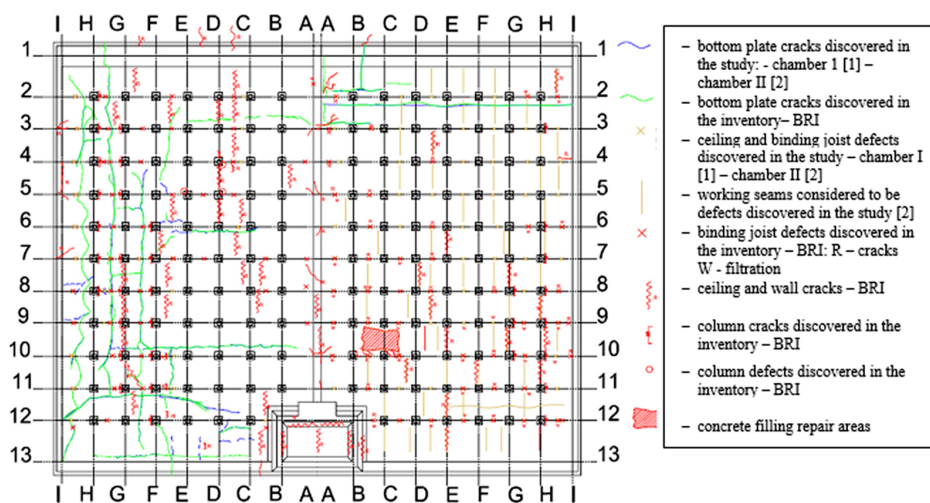 I H G F E D C B A A B C D E F G H I
1 1
2 2
3 3
4 4
5 5
6 6
7 7
8 8
9 9
10 10
11 11
12 12
13 13
I H G F E D C B A A B C D E F G H I
– bottom plate cracks discovered in
the study: - chamber 1 [1] –
chamber II [2]
– bottom plate cracks discovered in
the inventory– BRI
– ceiling and binding joist defects
discovered in the study – chamber I
[1] – chamber II [2]
– working seams considered to be
defects discovered in the study [2]
– binding joist defects discovered in
the inventory – BRI: R – cracks
W - filtration
– ceiling and wall cracks – BRI
– column cracks discovered in the
inventory – BRI
– column defects discovered in the
inventory – BRI
– concrete filling repair areas